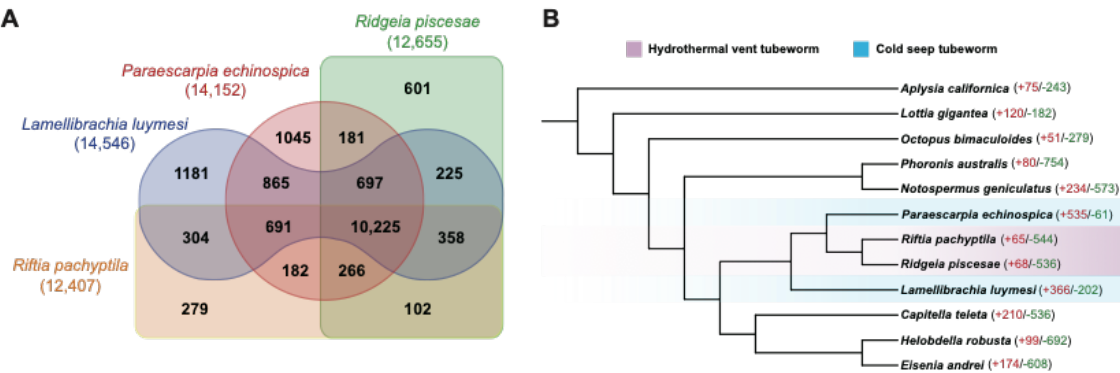 A
Ridgeia piscesae
(12,655)
Paraescarpia echinospica
(14,152)
Lamellibrachia luymesi
(14,546)
Riftia pachyptila
(12,407)
601
1045
181
1181
865
697
225
304
691
10,225
358
182
266
279
102
B
Hydrothermal vent tubeworm
Cold seep tubeworm
Aplysia californica (+75/-243)
Lottia gigantea (+120/-182)
Octopus bimaculoides (+51/-279)
Phoronis australis (+80/-754)
Notospermus geniculatus (+234/-573)
Paraescarpia echinospica (+535/-61)
Riftia pachyptila (+65/-544)
Ridgeia piscesae (+68/-536)
Lamellibrachia luymesi (+366/-202)
Capitella teleta (+210/-536)
Helobdella robusta (+99/-692)
Eisenia andrei (+174/-608)